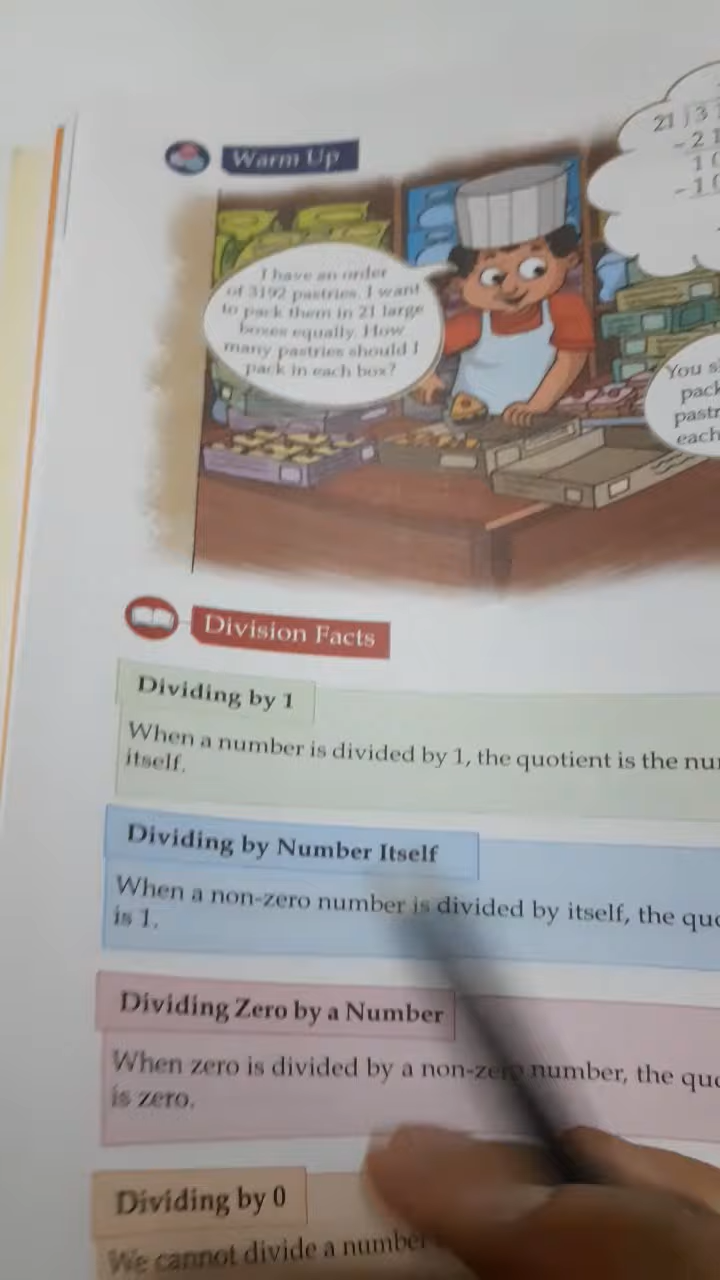 Warm Up
21 ) 3
- 2 1
1
- 1
I have an order
of 3192 pastries. I want
to pack them in 21 large
boxes equally. How
many pastries should I
pack in each box?
You
pack
each
Division Facts
Dividing by 1
When a number is divided by 1, the quotient is the
itself.
Dividing by Number Itself
When a non-zero number is divided by itself, the
is 1.
Dividing Zero by a Number
When zero is divided by a non-zero number, the
is zero.
Dividing by 0
We cannot divide a number